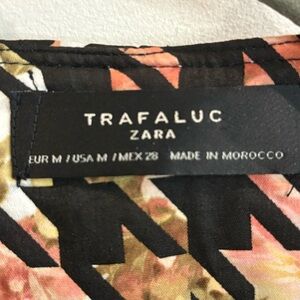 TRAFALUC
ZARA
EUR M / USA M / MEX 28 MADE IN MOROCCO